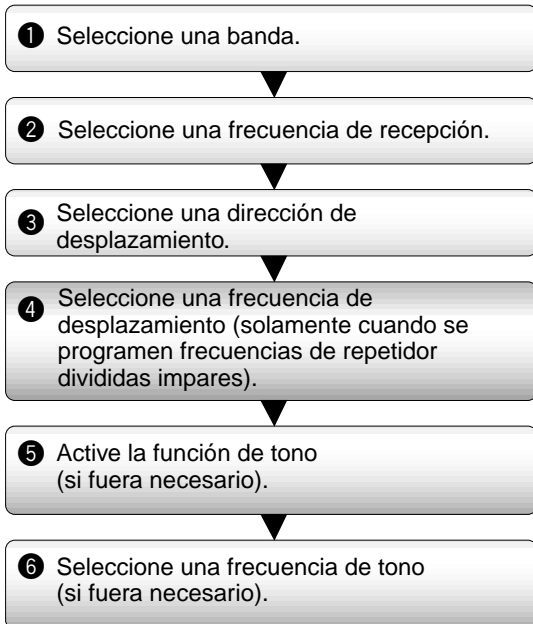 ❶ Seleccione una banda.
❷ Seleccione una frecuencia de recepción.
❸ Seleccione una dirección de
desplazamiento.
❹ Seleccione una frecuencia de
desplazamiento (solamente cuando se
programen frecuencias de repetidor
divididas impares).
❺ Active la función de tono
(si fuera necesario).
❻ Seleccione una frecuencia de tono
(si fuera necesario).